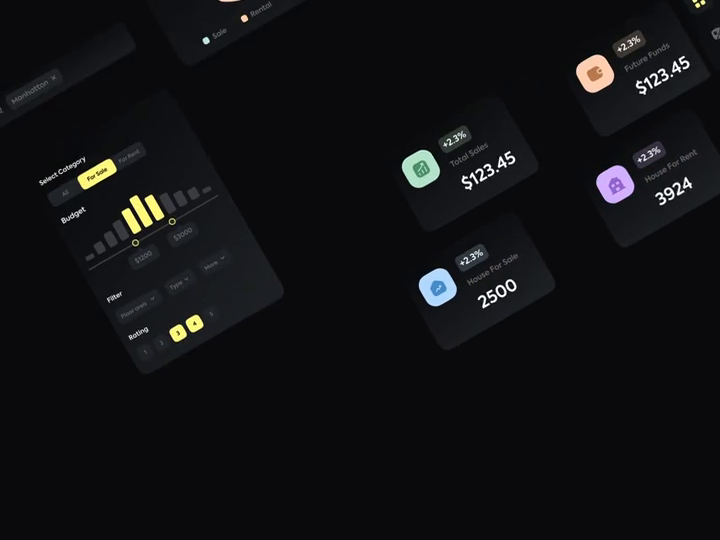 Sale
Rental
Manhattan ×
Select Category
All
For Sale
For Rent
Budget
$1200
$3000
Filter
Floor area
Type
More
Rating
1
2
3
4
5
+2.3%
Future Funds
$123.45
+2.3%
Total Sales
$123.45
+2.3%
House For Rent
3924
+2.3%
House For Sale
2500